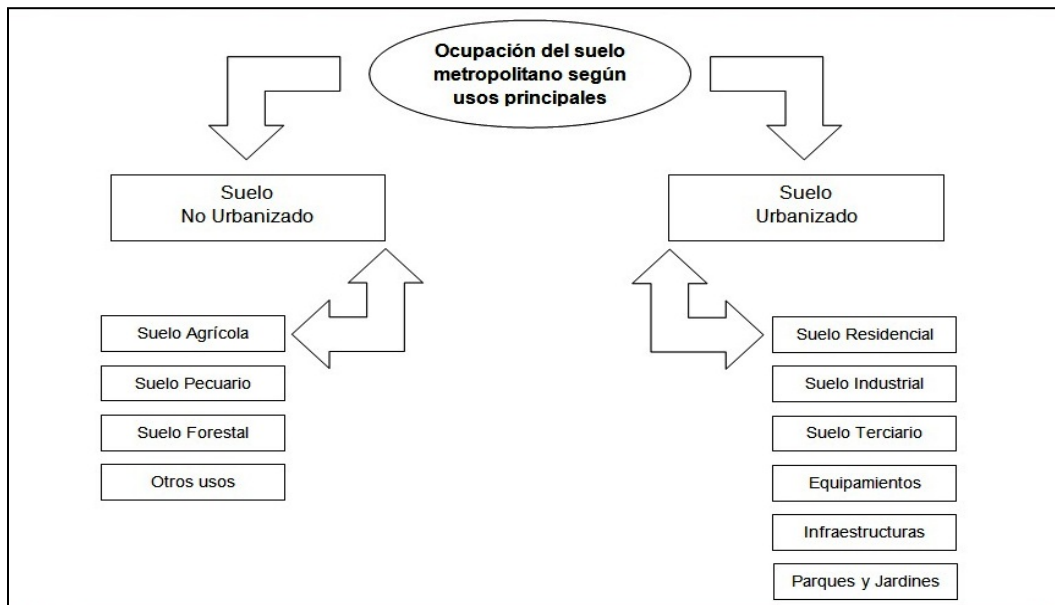 Ocupación del suelo
metropolitano según
usos principales
Suelo
No Urbanizado
Suelo
Urbanizado
Suelo Agrícola
Suelo Pecuario
Suelo Forestal
Otros usos
Suelo Residencial
Suelo Industrial
Suelo Terciario
Equipamientos
Infraestructuras
Parques y Jardines